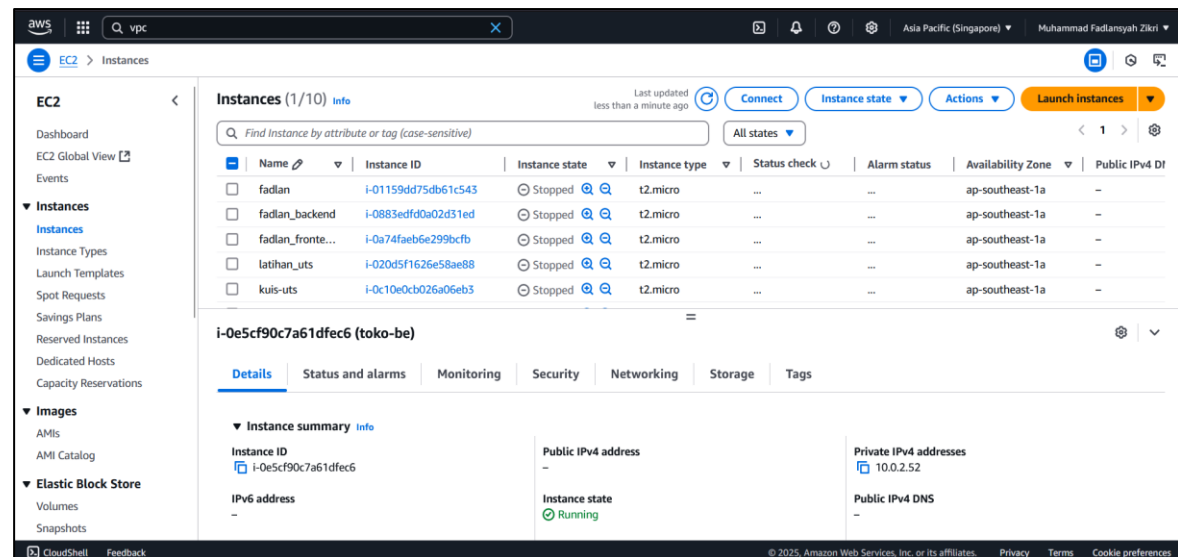 aws
vpc
Asia Pacific (Singapore)
Muhammad Fadlansyah Zikri
EC2 > Instances
EC2
Dashboard
EC2 Global View
Events
Instances
Instances
Instance Types
Launch Templates
Spot Requests
Savings Plans
Reserved Instances
Dedicated Hosts
Capacity Reservations
Images
AMIs
AMI Catalog
Elastic Block Store
Volumes
Snapshots
Instances (1/10) Info
Last updated
less than a minute ago
Connect
Instance state
Actions
Launch instances
Find Instance by attribute or tag (case-sensitive)
All states
1
Name Instance ID Instance state Instance type Status check Alarm status Availability Zone Public IPv4 DN
fadlan i-01159dd75db61c543 Stopped t2.micro ... ... ap-southeast-1a –
fadlan_backend i-0883edfd0a02d31ed Stopped t2.micro ... ... ap-southeast-1a –
fadlan_fronte... i-0a74faeb6e299bcfb Stopped t2.micro ... ... ap-southeast-1a –
latihan_uts i-020d5f1626e58ae88 Stopped t2.micro ... ... ap-southeast-1a –
kuis-uts i-0c10e0cb026a06eb3 Stopped t2.micro ... ... ap-southeast-1a –
i-0e5cf90c7a61dfec6 (toko-be)
Details Status and alarms Monitoring Security Networking Storage Tags
Instance summary Info
Instance ID
i-0e5cf90c7a61dfec6
Public IPv4 address
–
Private IPv4 addresses
10.0.2.52
IPv6 address
–
Instance state
Running
Public IPv4 DNS
–
CloudShell Feedback
© 2025, Amazon Web Services, Inc. or its affiliates. Privacy Terms Cookie preferences